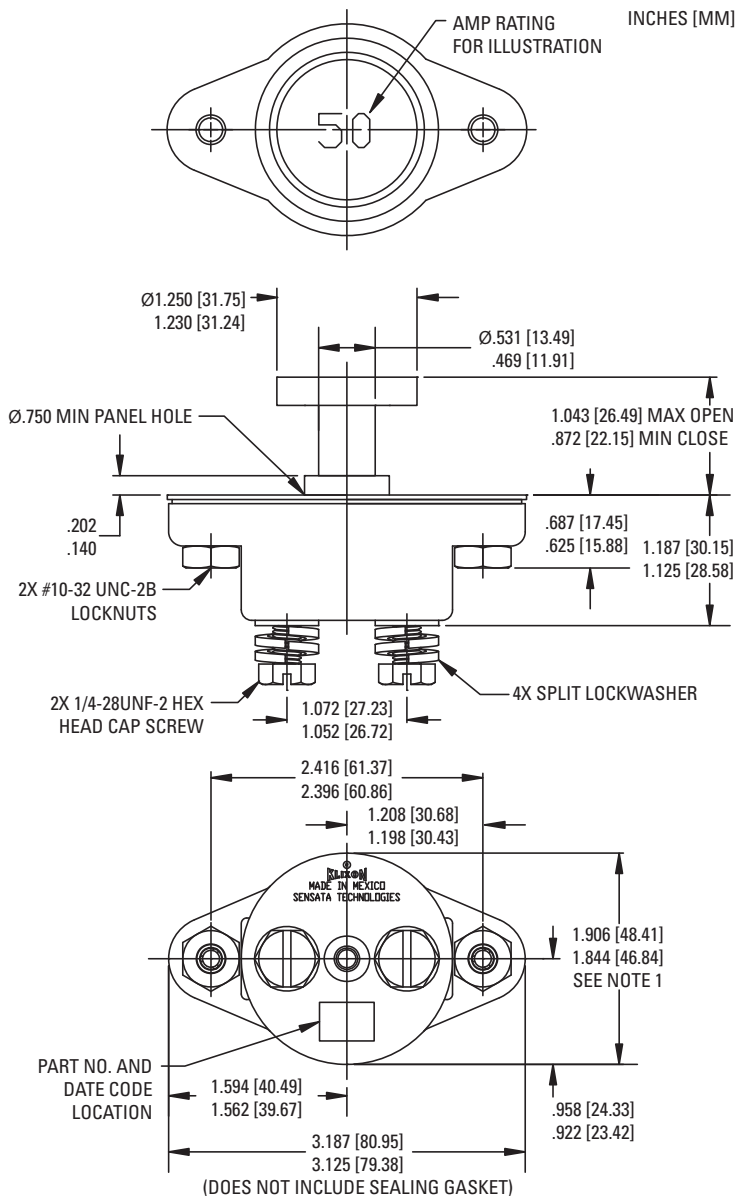 AMP RATING
FOR ILLUSTRATION
INCHES [MM]
50
Ø1.250 [31.75]
1.230 [31.24]
Ø.531 [13.49]
.469 [11.91]
Ø.750 MIN PANEL HOLE
1.043 [26.49] MAX OPEN
.872 [22.15] MIN CLOSE
.202
.140
.687 [17.45]
.625 [15.88]
1.187 [30.15]
1.125 [28.58]
2X #10-32 UNC-2B
LOCKNUTS
2X 1/4-28UNF-2 HEX
HEAD CAP SCREW
4X SPLIT LOCKWASHER
1.072 [27.23]
1.052 [26.72]
2.416 [61.37]
2.396 [60.86]
1.208 [30.68]
1.198 [30.43]
KLIXON
MADE IN MEXICO
SENSATA TECHNOLOGIES
1.906 [48.41]
1.844 [46.84]
SEE NOTE 1
PART NO. AND
DATE CODE
LOCATION
1.594 [40.49]
1.562 [39.67]
.958 [24.33]
.922 [23.42]
3.187 [80.95]
3.125 [79.38]
(DOES NOT INCLUDE SEALING GASKET)